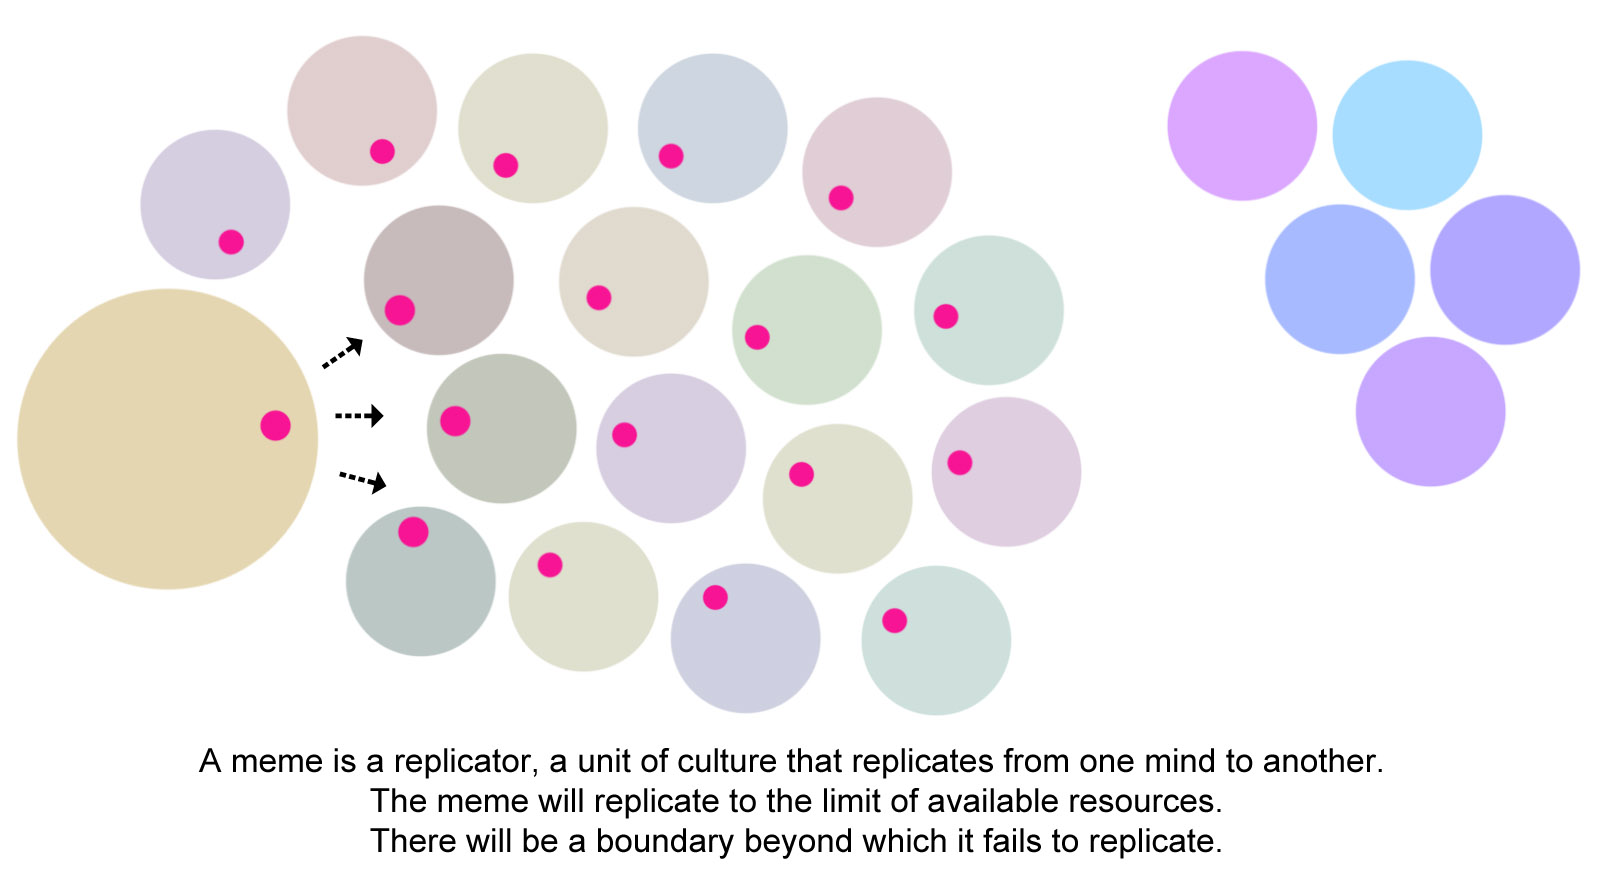 A meme is a replicator, a unit of culture that replicates from one mind to another.
The meme will replicate to the limit of available resources.
There will be a boundary beyond which it fails to replicate.